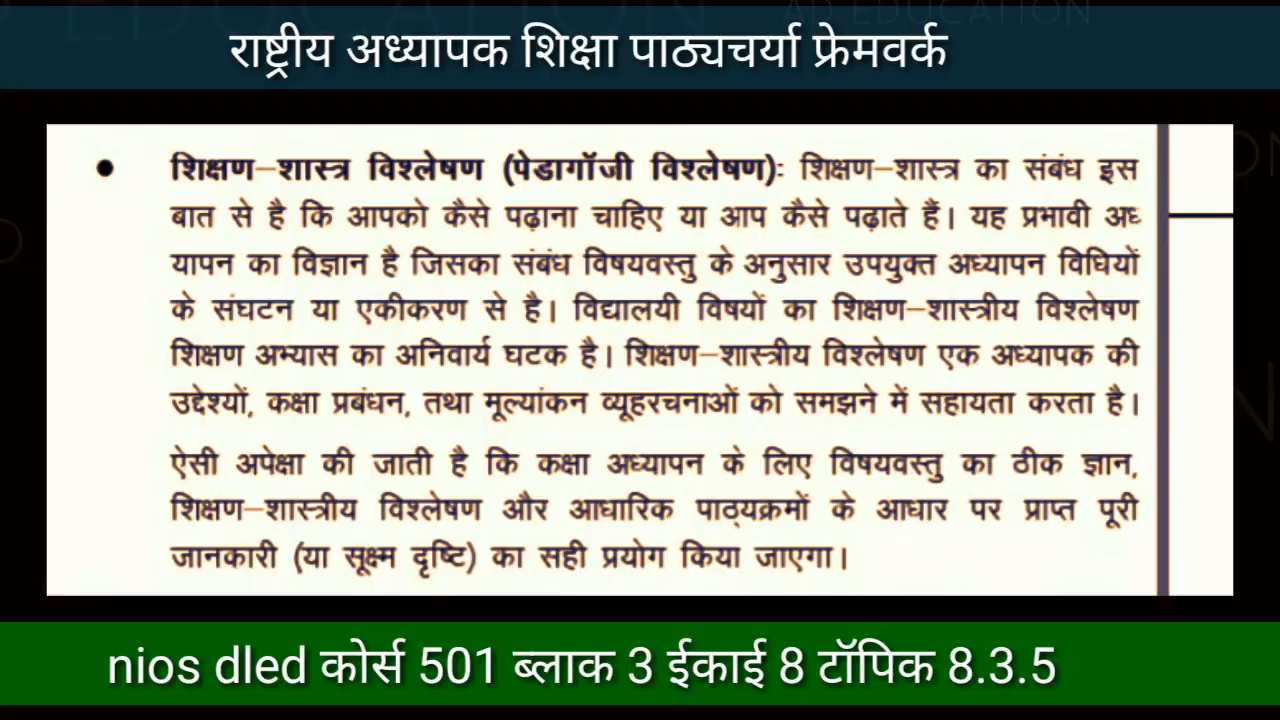 AD EDUCATION
राष्ट्रीय अध्यापक शिक्षा पाठ्यचर्या फ्रेमवर्क
● शिक्षण–शास्त्र विश्लेषण (पेडागॉजी विश्लेषण): शिक्षण–शास्त्र का संबंध इस
बात से है कि आपको कैसे पढ़ाना चाहिए या आप कैसे पढ़ाते हैं। यह प्रभावी अध
यापन का विज्ञान है जिसका संबंध विषयवस्तु के अनुसार उपयुक्त अध्यापन विधियों
के संघटन या एकीकरण से है। विद्यालयी विषयों का शिक्षण–शास्त्रीय विश्लेषण
शिक्षण अभ्यास का अनिवार्य घटक है। शिक्षण–शास्त्रीय विश्लेषण एक अध्यापक की
उद्देश्यों, कक्षा प्रबंधन, तथा मूल्यांकन व्यूहरचनाओं को समझने में सहायता करता है।
ऐसी अपेक्षा की जाती है कि कक्षा अध्यापन के लिए विषयवस्तु का ठीक ज्ञान,
शिक्षण–शास्त्रीय विश्लेषण और आधारिक पाठ्यक्रमों के आधार पर प्राप्त पूरी
जानकारी (या सूक्ष्म दृष्टि) का सही प्रयोग किया जाएगा।
nios dled कोर्स 501 ब्लाक 3 ईकाई 8 टॉपिक 8.3.5